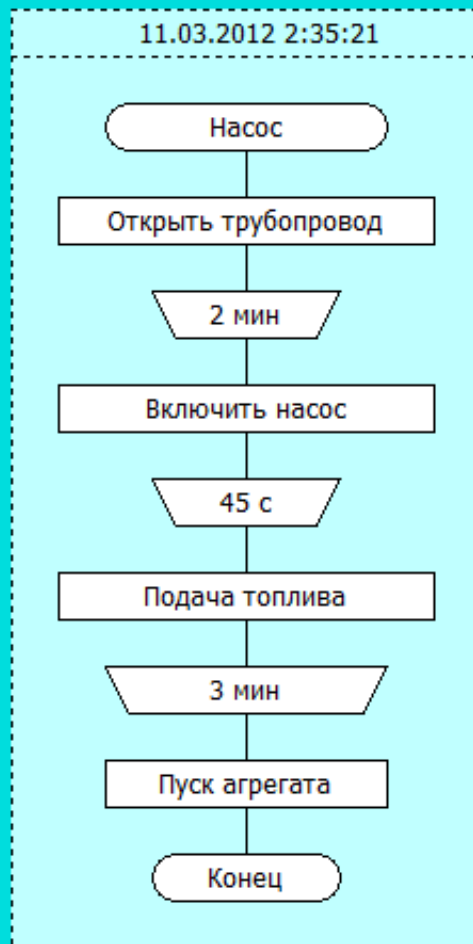 11.03.2012 2:35:21
Насос
Открыть трубопровод
2 мин
Включить насос
45 с
Подача топлива
3 мин
Пуск агрегата
Конец